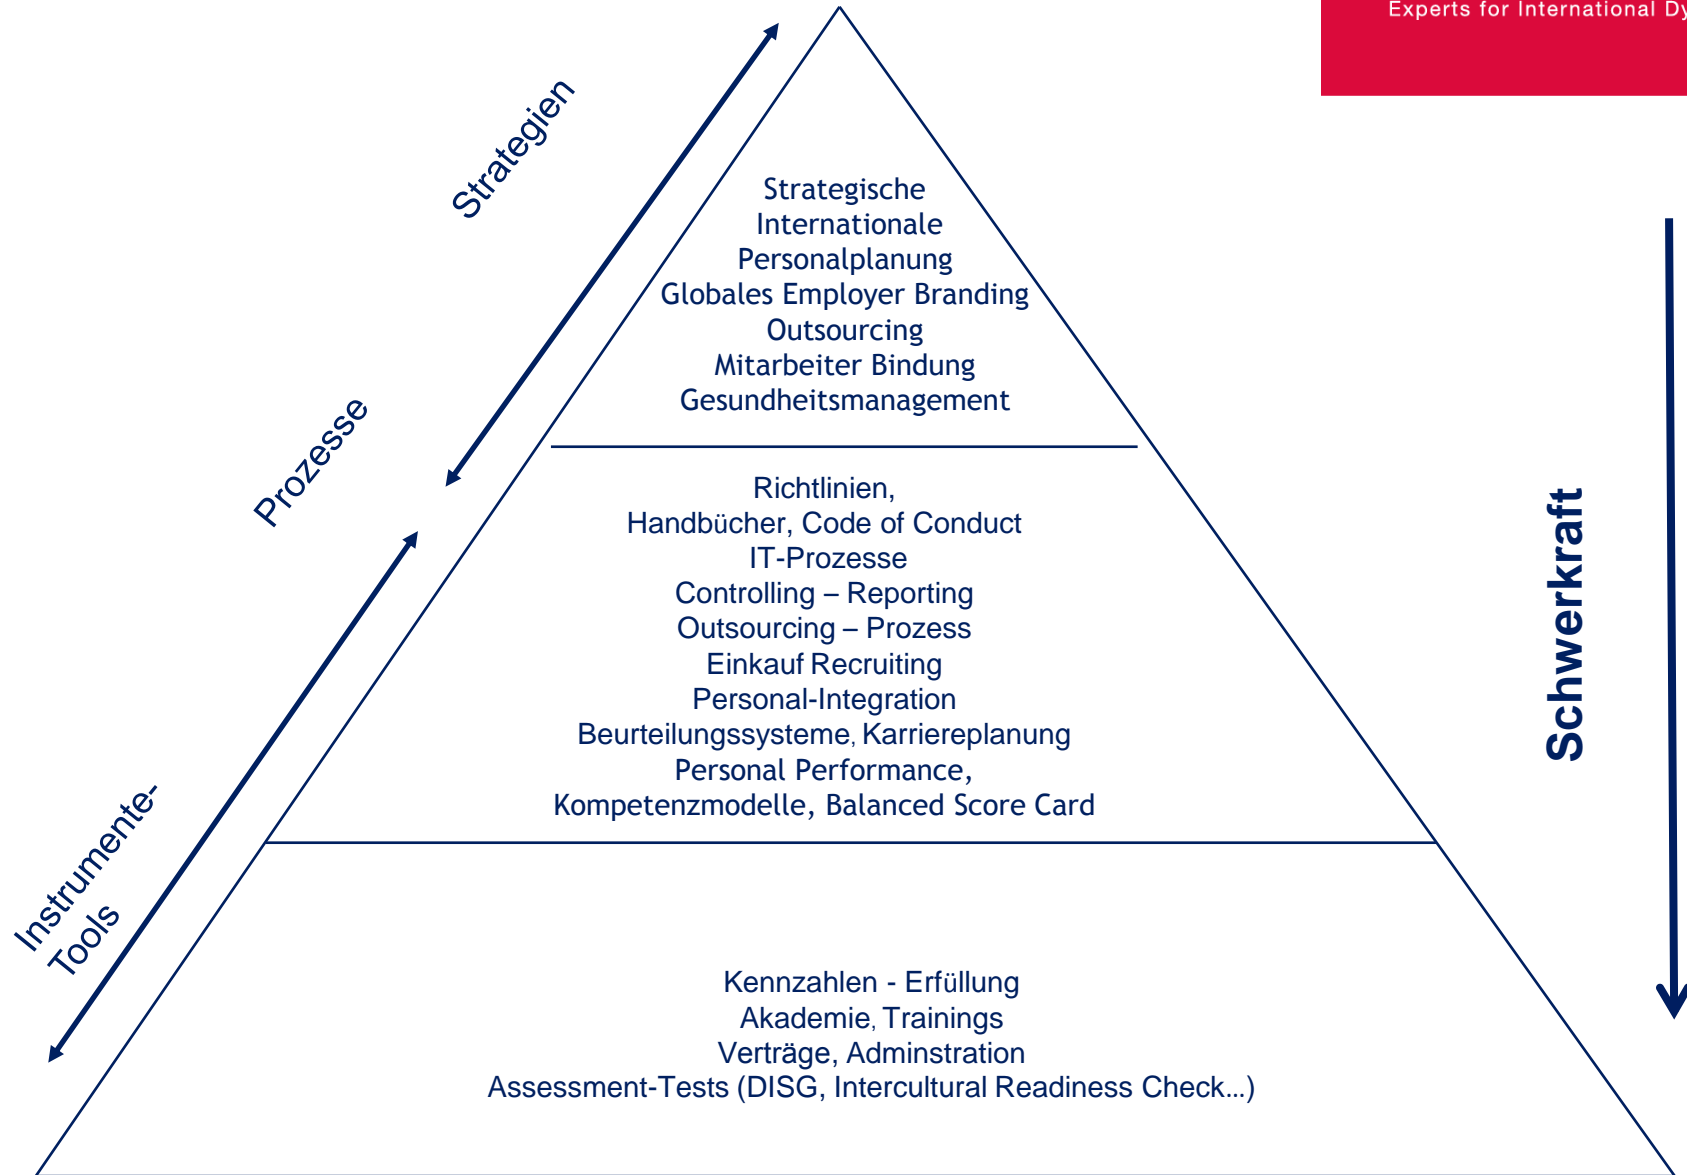 Experts for International
Strategien
Strategische
Internationale
Personalplanung
Globales Employer Branding
Outsourcing
Mitarbeiter Bindung
Gesundheitsmanagement
Prozesse
Richtlinien,
Handbücher, Code of Conduct
IT-Prozesse
Controlling – Reporting
Outsourcing – Prozess
Einkauf Recruiting
Personal-Integration
Beurteilungssysteme, Karriereplanung
Personal Performance,
Kompetenzmodelle, Balanced Score Card
Schwerkraft
Instrumente-
Tools
Kennzahlen - Erfüllung
Akademie, Trainings
Verträge, Adminstration
Assessment-Tests (DISG, Intercultural Readiness Check...)